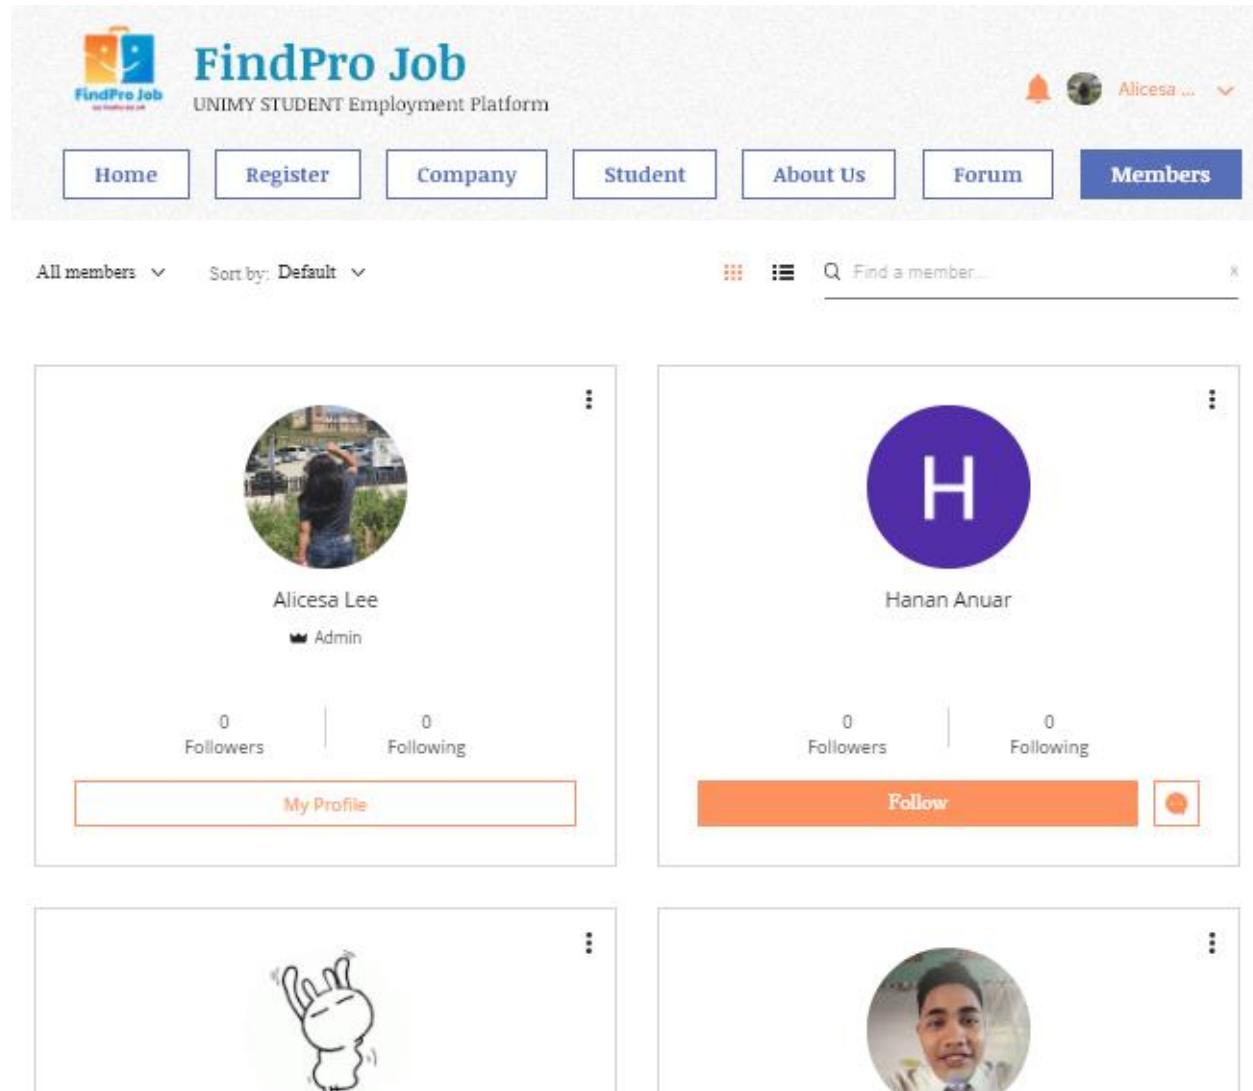 FindPro Job
FindPro Job
UNIMY STUDENT Employment Platform
Alicesa ...
Home
Register
Company
Student
About Us
Forum
Members
All members
Sort by: Default
Find a member...
x
H
Alicesa Lee
Admin
0
Followers
0
Following
My Profile
Hanan Anuar
0
Followers
0
Following
Follow